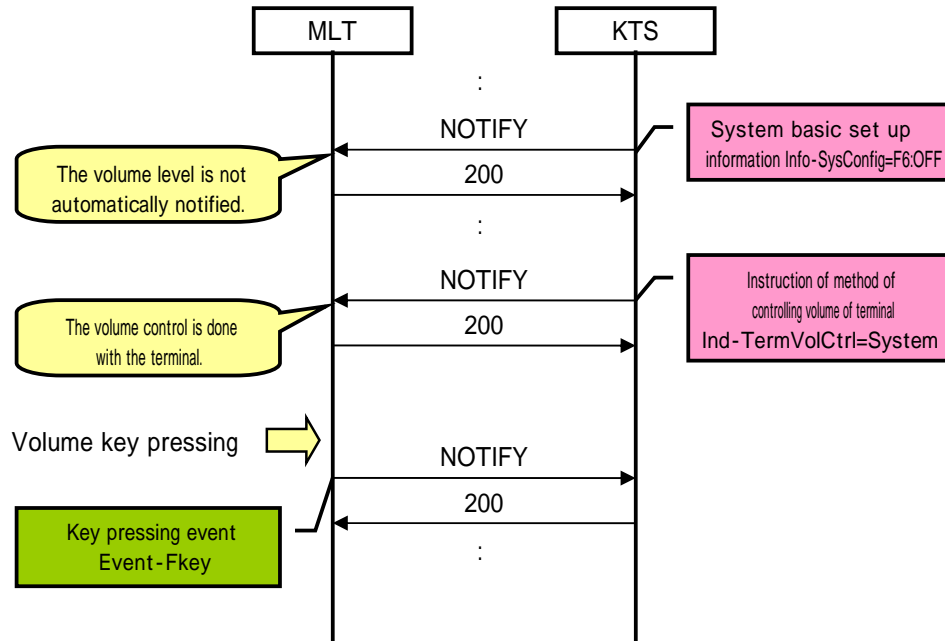 MLT
KTS
:
NOTIFY
System basic set up
information Info-SysConfig=F6:OFF
The volume level is not
automatically notified.
200
:
NOTIFY
Instruction of method of
controlling volume of terminal
Ind-TermVolCtrl=System
The volume control is done
with the terminal.
200
Volume key pressing
NOTIFY
200
Key pressing event
Event-Fkey
: